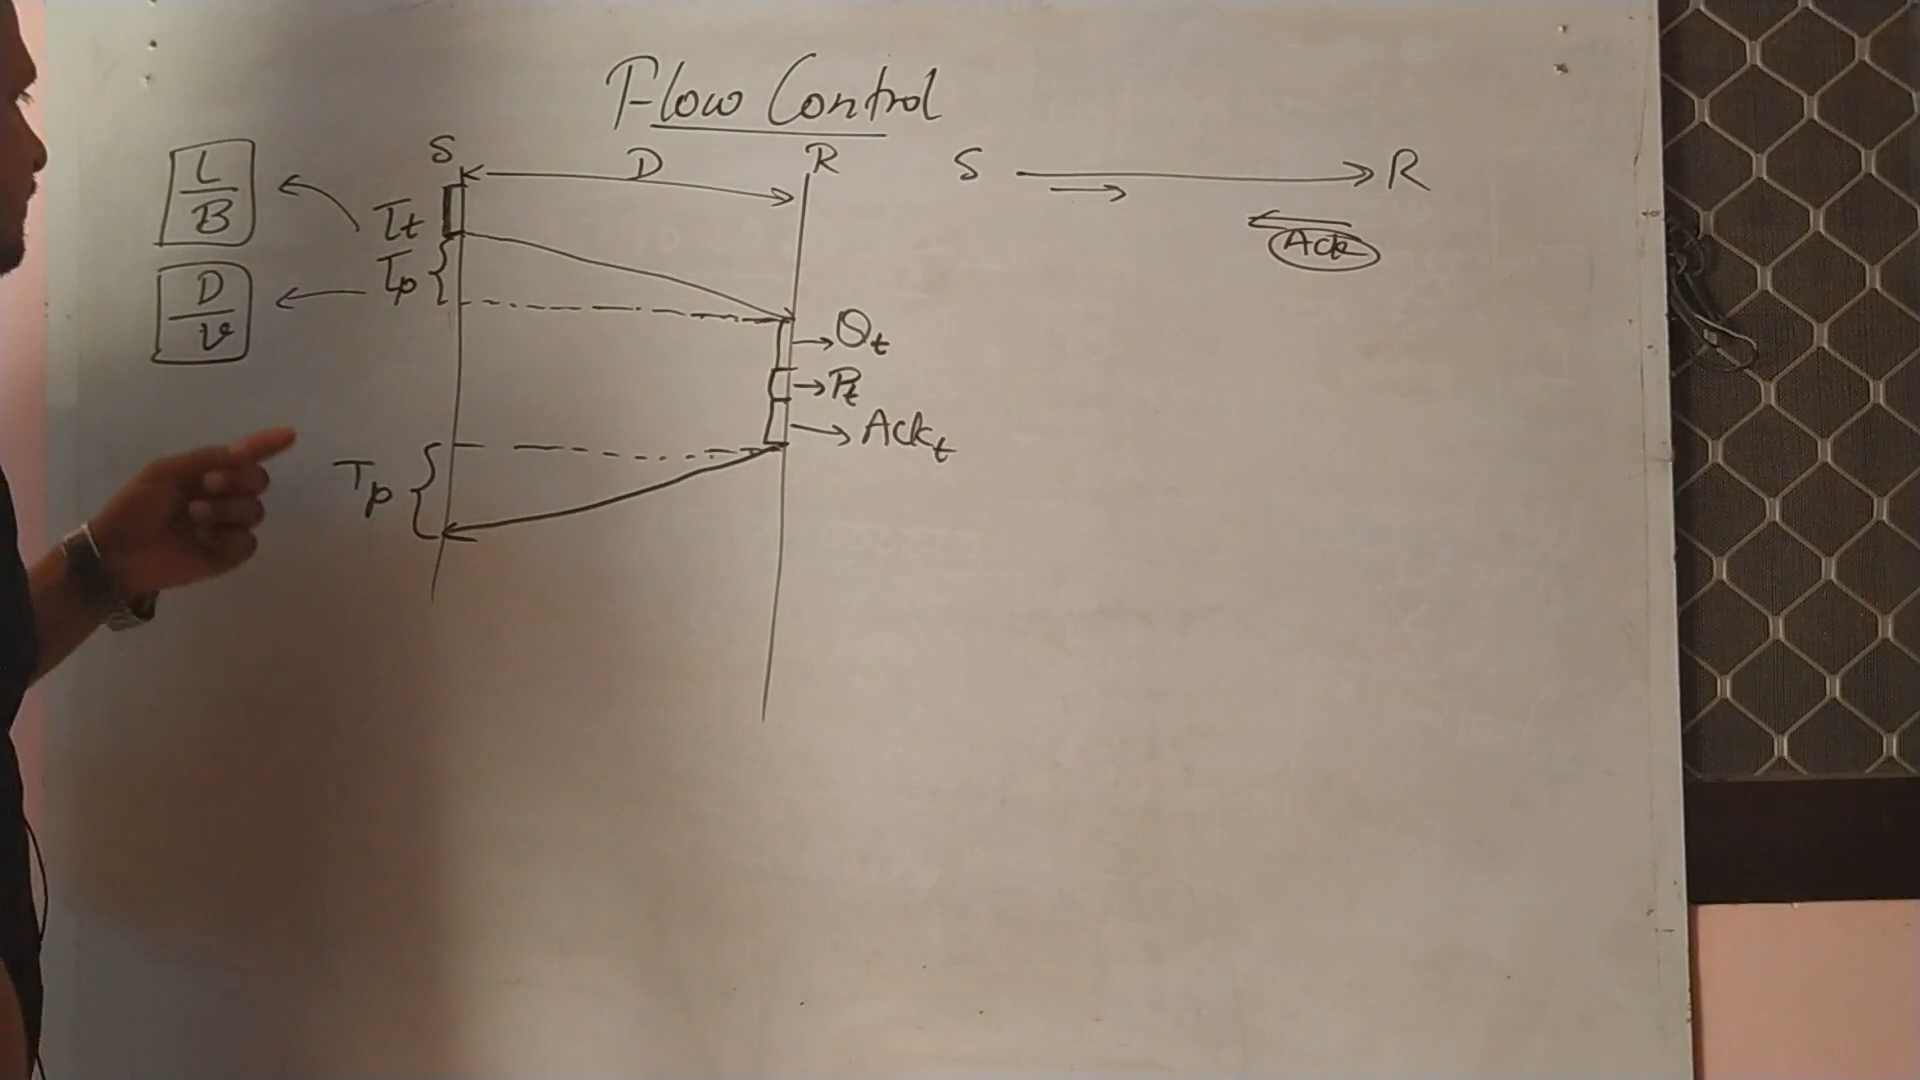 Flow Control
S D R
S R
L/B
Tt
Ack
Tp
D/v
Qt
Pt
Ackt
Tp